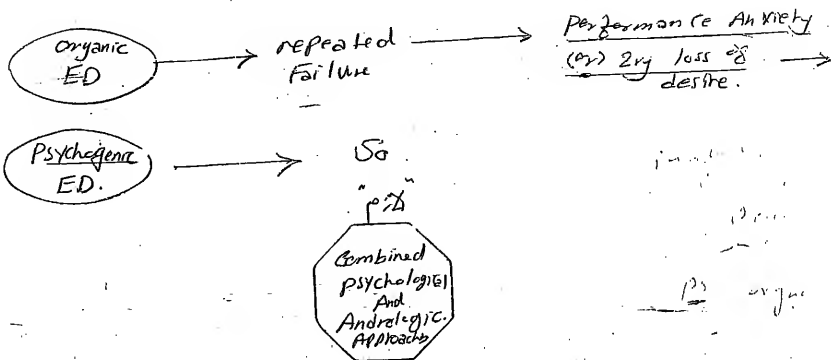 organic
ED
repeated
Failure
Performance Anxiety
(or) 2ry loss of
desire.
Psychogenic
ED.
So
Combined
Psychological
And
Andrologic.
Approach